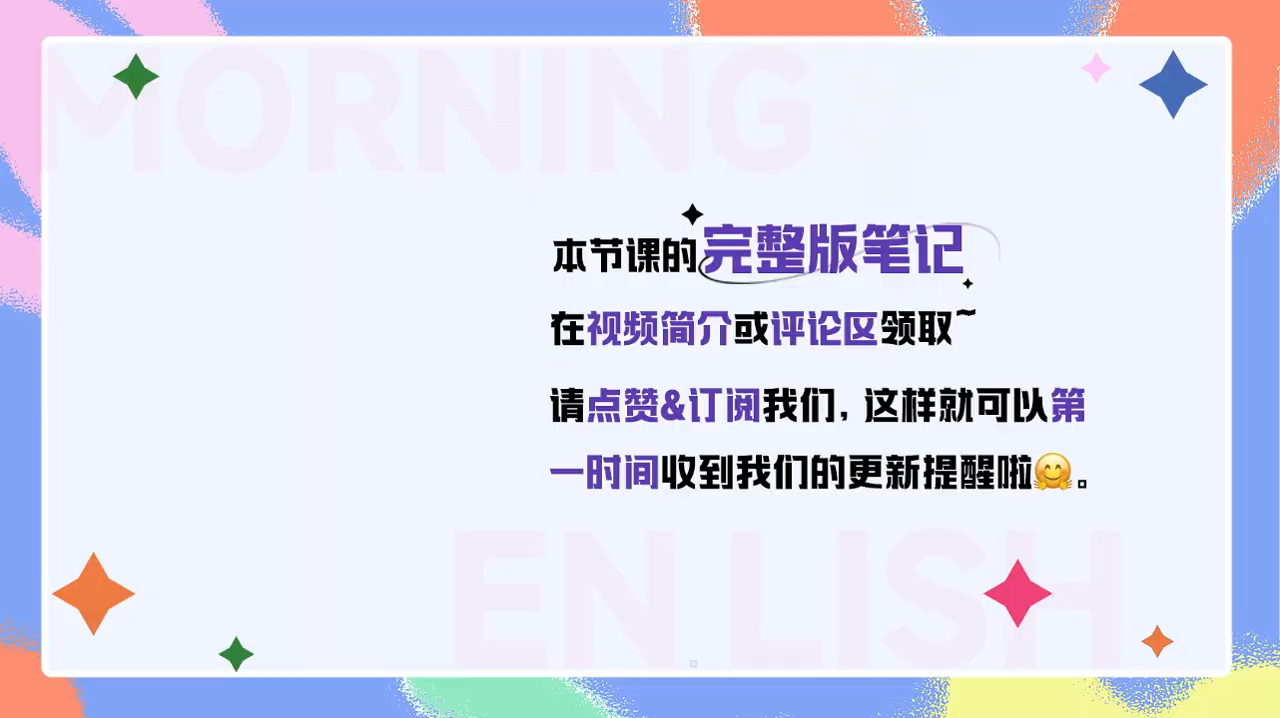 MORNING
本节课的完整版笔记
在视频简介或评论区领取~
请点赞&订阅我们，这样就可以第
一时间收到我们的更新提醒啦🤗。
EN LISH